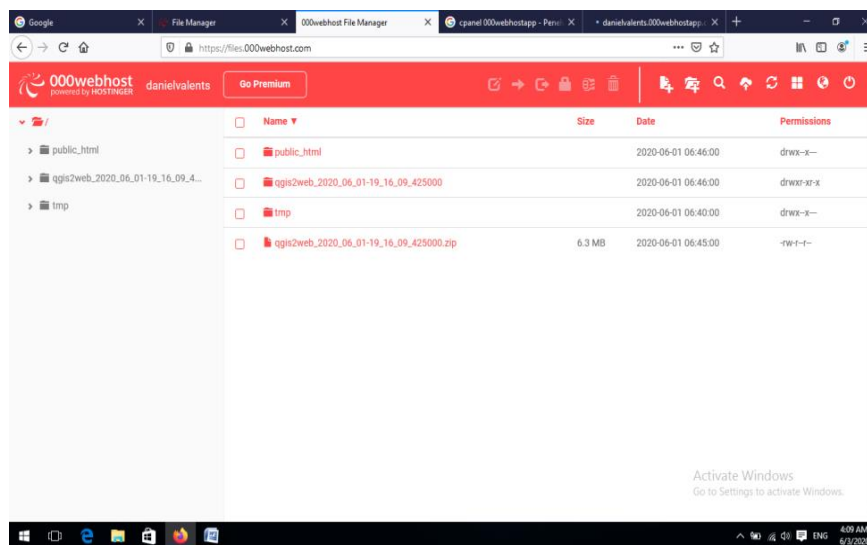 Google
File Manager
000webhost File Manager
cpanel 000webhostapp - Penel
danielvalents.000webhostapp.c
https://files.000webhost.com
000webhost
powered by HOSTINGER
danielvalents
Go Premium
/
public_html
qgis2web_2020_06_01-19_16_09_4...
tmp
Name ▼ Size Date Permissions
public_html 2020-06-01 06:46:00 drwx--x---
qgis2web_2020_06_01-19_16_09_425000 2020-06-01 06:46:00 drwxr-xr-x
tmp 2020-06-01 06:40:00 drwx--x---
qgis2web_2020_06_01-19_16_09_425000.zip 6.3 MB 2020-06-01 06:45:00 -rw-r--r--
Activate Windows
Go to Settings to activate Windows.
ENG
4:09 AM